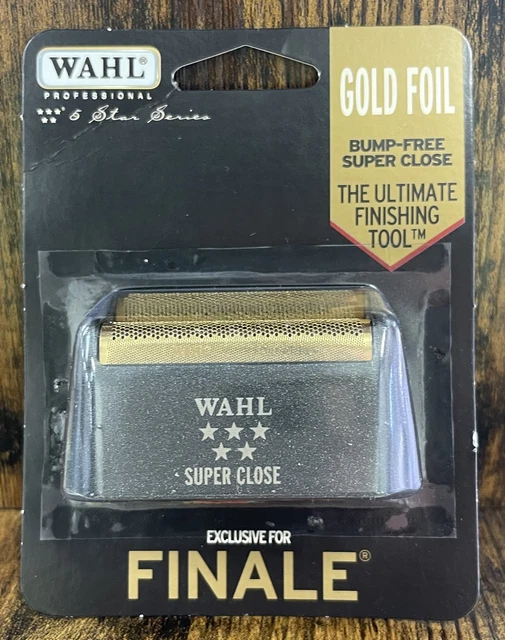 WAHL®
PROFESSIONAL
5 Star Series
GOLD FOIL
BUMP-FREE
SUPER CLOSE
THE ULTIMATE
FINISHING
TOOL™
WAHL
SUPER CLOSE
EXCLUSIVE FOR
FINALE®